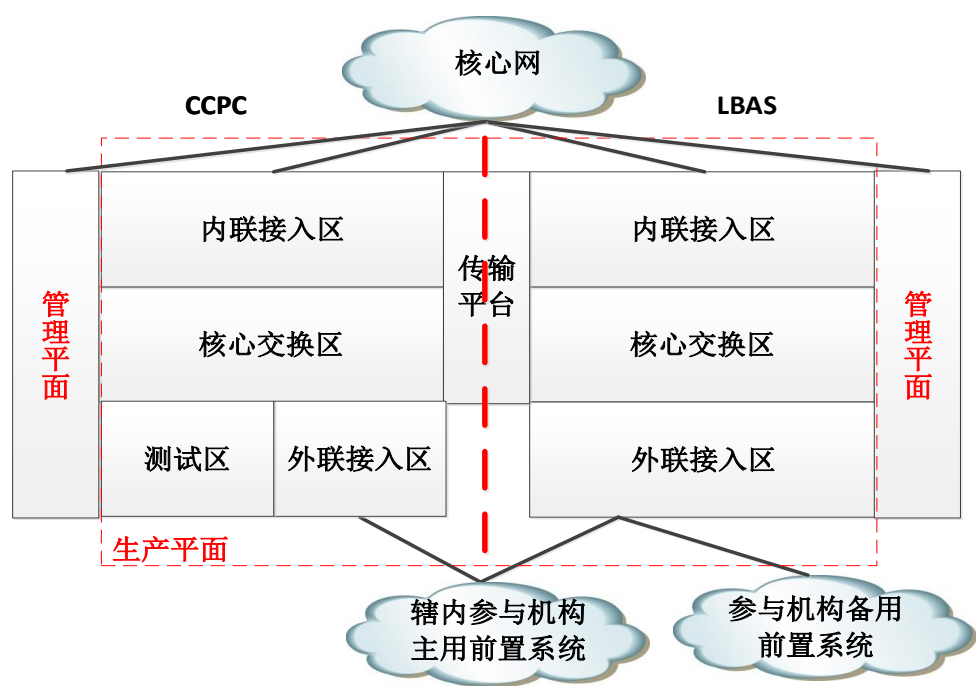 核心网
CCPC
LBAS
内联接入区
传输
平台
内联接入区
管
理
平
面
核心交换区
核心交换区
管
理
平
面
测试区
外联接入区
外联接入区
生产平面
辖内参与机构
主用前置系统
参与机构备用
前置系统